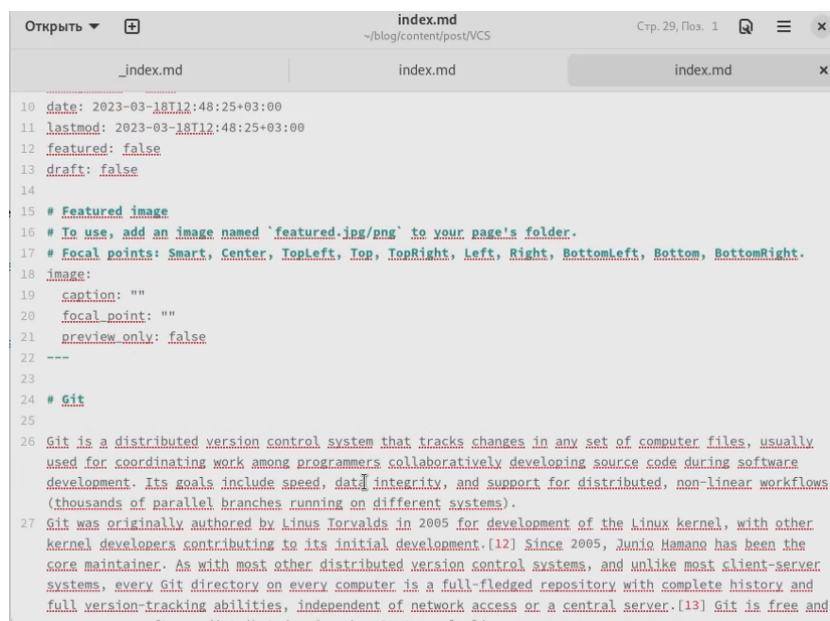 Открыть
index.md
~/blog/content/post/VCS
Стр. 29, Поз. 1
_index.md
index.md
index.md
10 date: 2023-03-18T12:48:25+03:00
11 lastmod: 2023-03-18T12:48:25+03:00
12 featured: false
13 draft: false
14
15 # Featured image
16 # To use, add an image named `featured.jpg/png` to your page's folder.
17 # Focal points: Smart, Center, TopLeft, Top, TopRight, Left, Right, BottomLeft, Bottom, BottomRight.
18 image:
19 caption: ""
20 focal_point: ""
21 preview_only: false
22 ---
23
24 # Git
25
26 Git is a distributed version control system that tracks changes in any set of computer files, usually
used for coordinating work among programmers collaboratively developing source code during software
development. Its goals include speed, data integrity, and support for distributed, non-linear workflows
(thousands of parallel branches running on different systems).
27 Git was originally authored by Linus Torvalds in 2005 for development of the Linux kernel, with other
kernel developers contributing to its initial development.[12] Since 2005, Junio Hamano has been the
core maintainer. As with most other distributed version control systems, and unlike most client–server
systems, every Git directory on every computer is a full-fledged repository with complete history and
full version-tracking abilities, independent of network access or a central server.[13] Git is free and